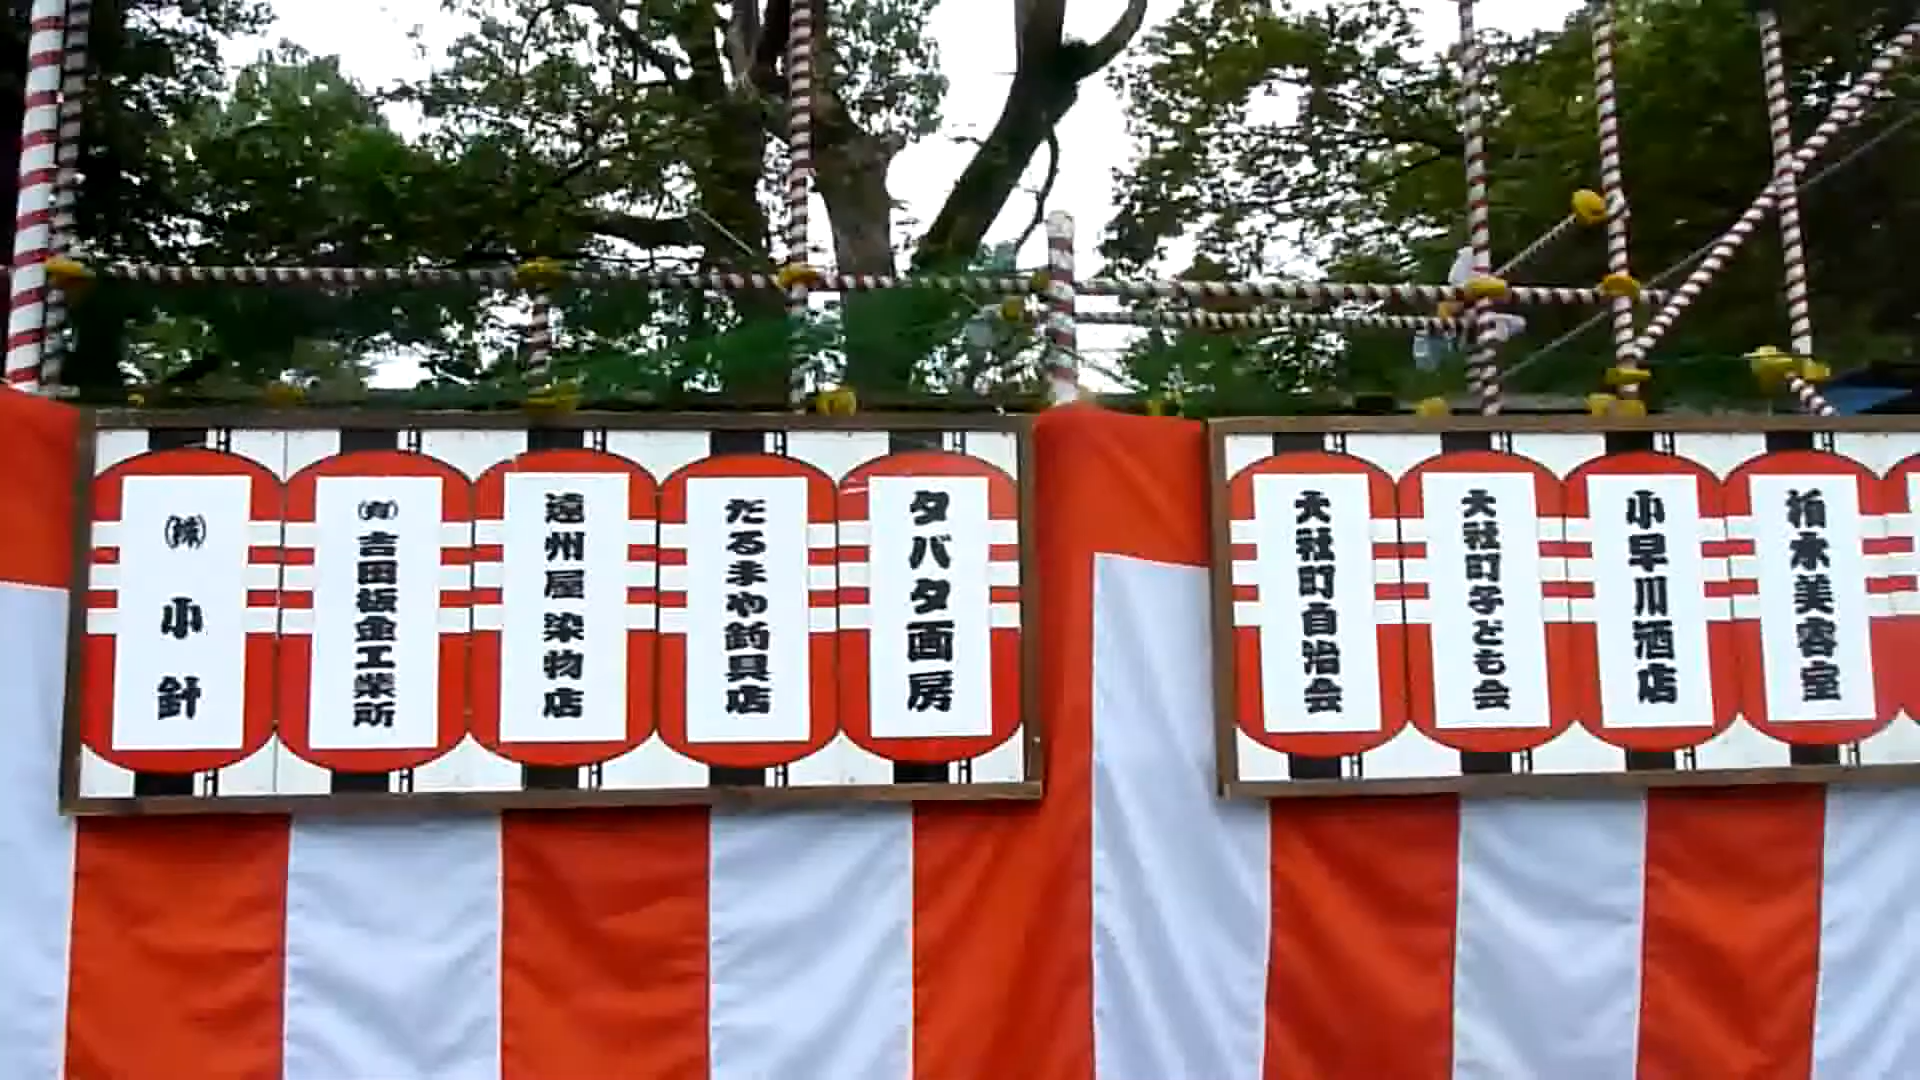 ㈱小針
㈲吉田板金工業所
遠州屋染物店
だるまや釣具店
タバタ画房
大社町自治会
大社町子ども会
小早川酒店
清水美容室